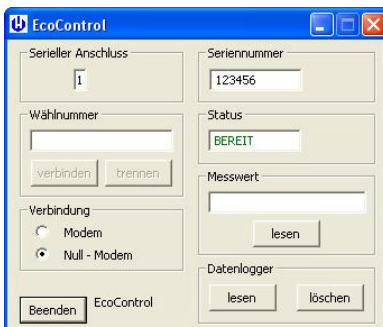 EcoControl
Serieller Anschluss
1
Wählnummer
verbinden trennen
Verbindung
Modem
Null - Modem
Beenden EcoControl
Seriennummer
123456
Status
BEREIT
Messwert
lesen
Datenlogger
lesen löschen